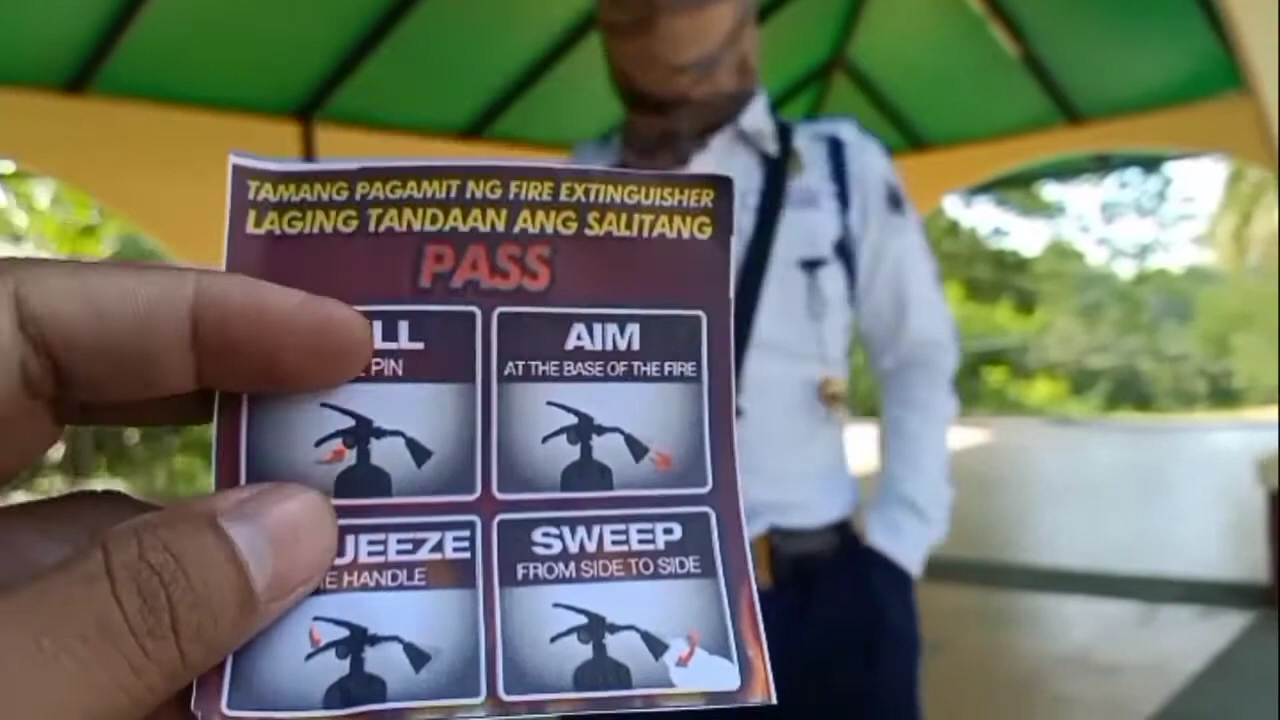 TAMANG PAGAMIT NG FIRE EXTINGUISHER
LAGING TANDAAN ANG SALITANG
PASS
LL
PIN
AIM
AT THE BASE OF THE FIRE
UEEZE
HANDLE
SWEEP
FROM SIDE TO SIDE